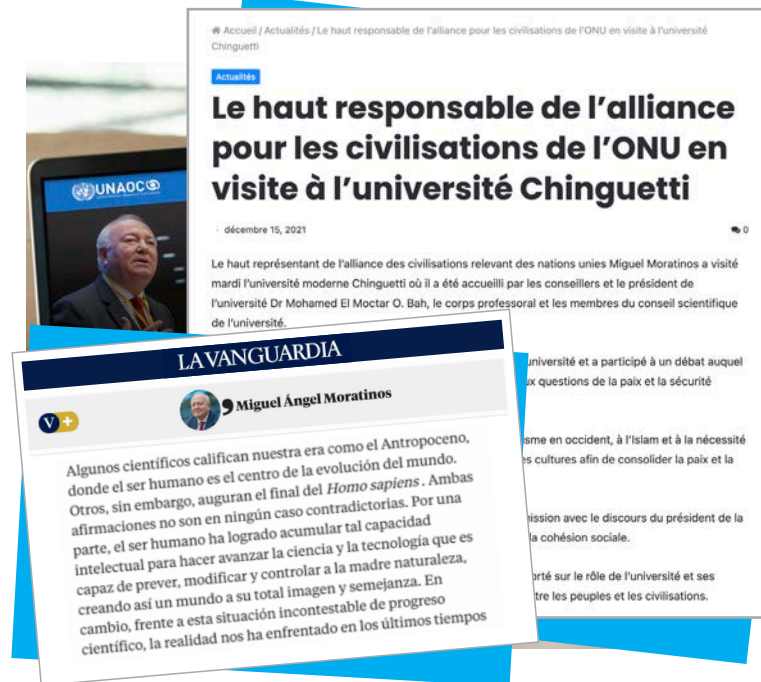 Accueil / Actualités / Le haut responsable de l'alliance pour les civilisations de l'ONU en visite à l'université
Chinguetti
Actualités
Le haut responsable de l'alliance
pour les civilisations de l'ONU en
visite à l'université Chinguetti
décembre 15, 2021
0
Le haut représentant de l'alliance des civilisations relevant des nations unies Miguel Moratinos a visité
mardi l'université moderne Chinguetti où il a été accueilli par les conseillers et le président de
l'université Dr Mohamed El Moctar O. Bah, le corps professoral et les membres du conseil scientifique
de l'université.
université et a participé à un débat auquel
questions de la paix et la sécurité
en occident, à l'Islam et à la nécessité
cultures afin de consolider la paix et la
avec le discours du président de la
la cohésion sociale.
sur le rôle de l'université et ses
les peuples et les civilisations.
UNAOC
LA VANGUARDIA
V +
Miguel Ángel Moratinos
Algunos científicos califican nuestra era como el Antropoceno,
donde el ser humano es el centro de la evolución del mundo.
Otros, sin embargo, auguran el final del Homo sapiens . Ambas
afirmaciones no son en ningún caso contradictorias. Por una
parte, el ser humano ha logrado acumular tal capacidad
intelectual para hacer avanzar la ciencia y la tecnología que es
capaz de prever, modificar y controlar a la madre naturaleza,
creando así un mundo a su total imagen y semejanza. En
cambio, frente a esta situación incontestable de progreso
científico, la realidad nos ha enfrentado en los últimos tiempos